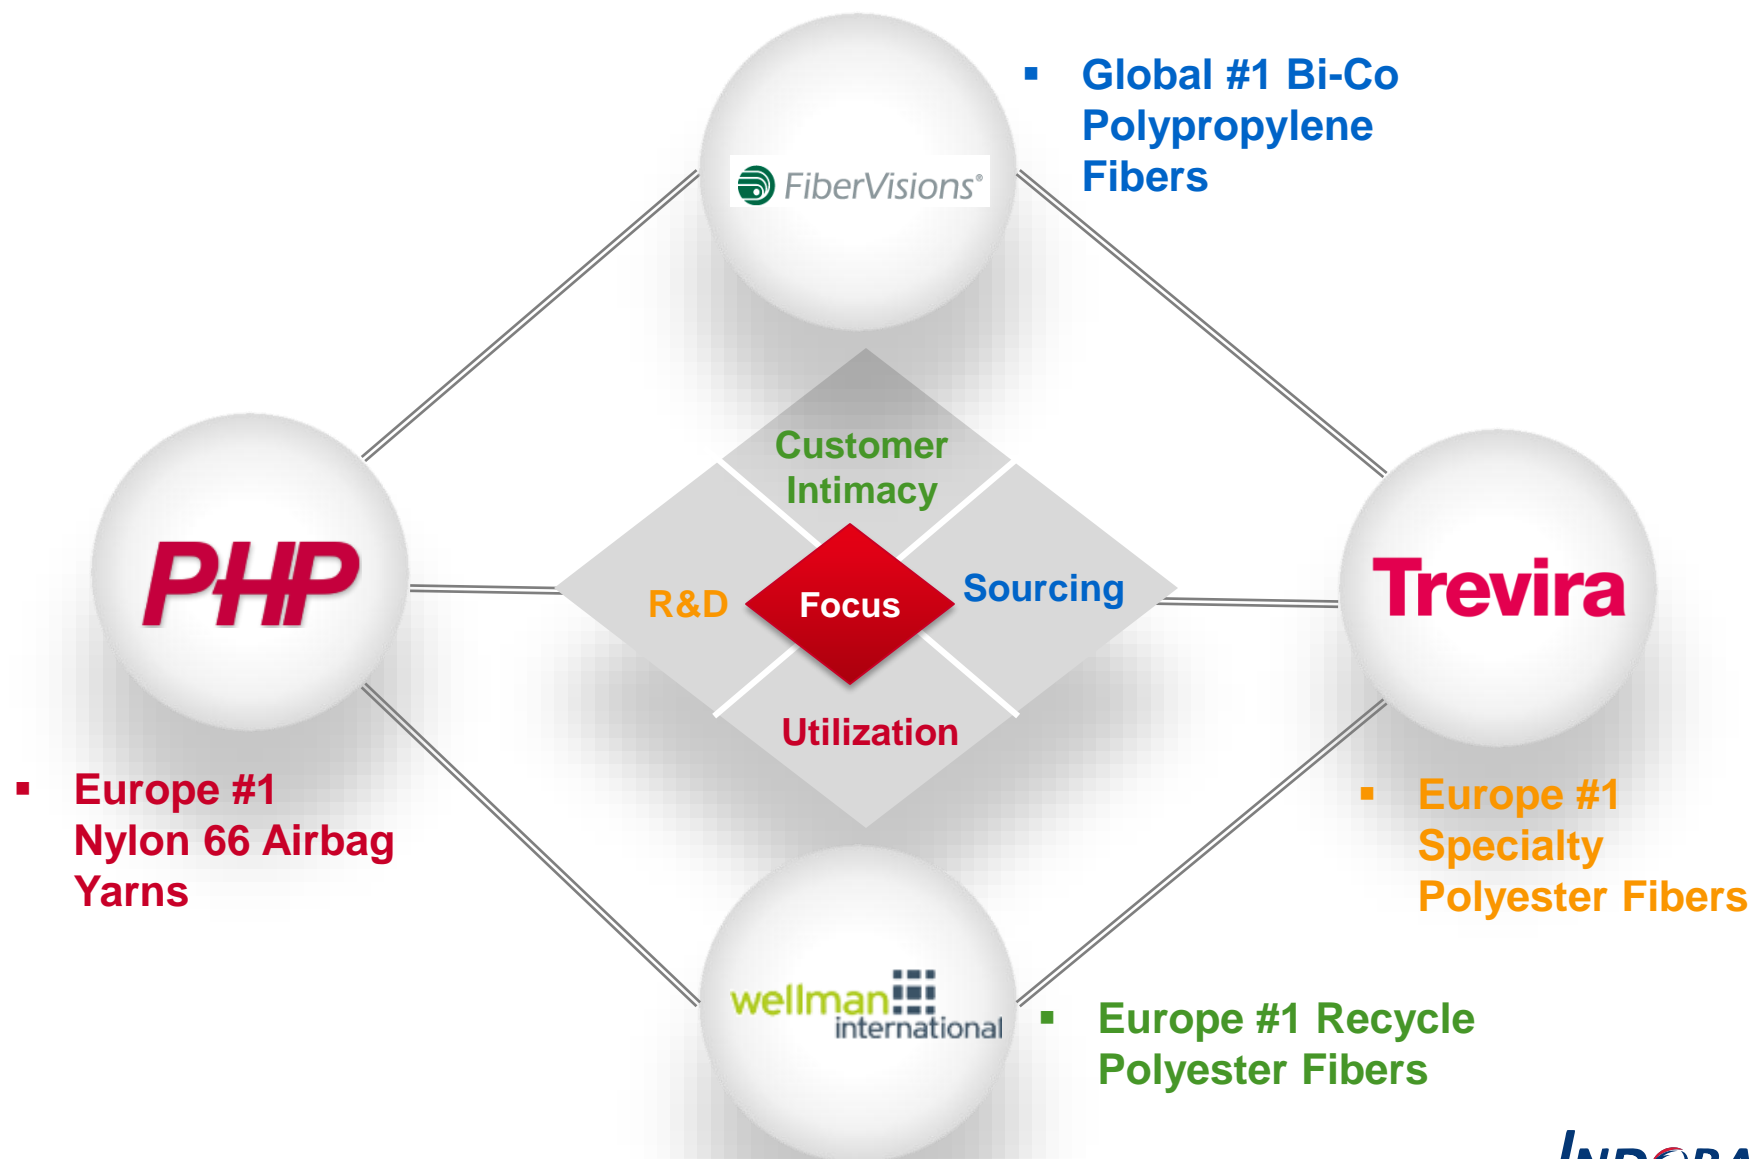 Global #1 Bi-Co
Polypropylene
Fibers
FiberVisions®
Customer
Intimacy
PHP
R&D
Focus
Sourcing
Trevira
Utilization
Europe #1
Nylon 66 Airbag
Yarns
Europe #1
Specialty
Polyester Fibers
wellman
international
Europe #1 Recycle
Polyester Fibers